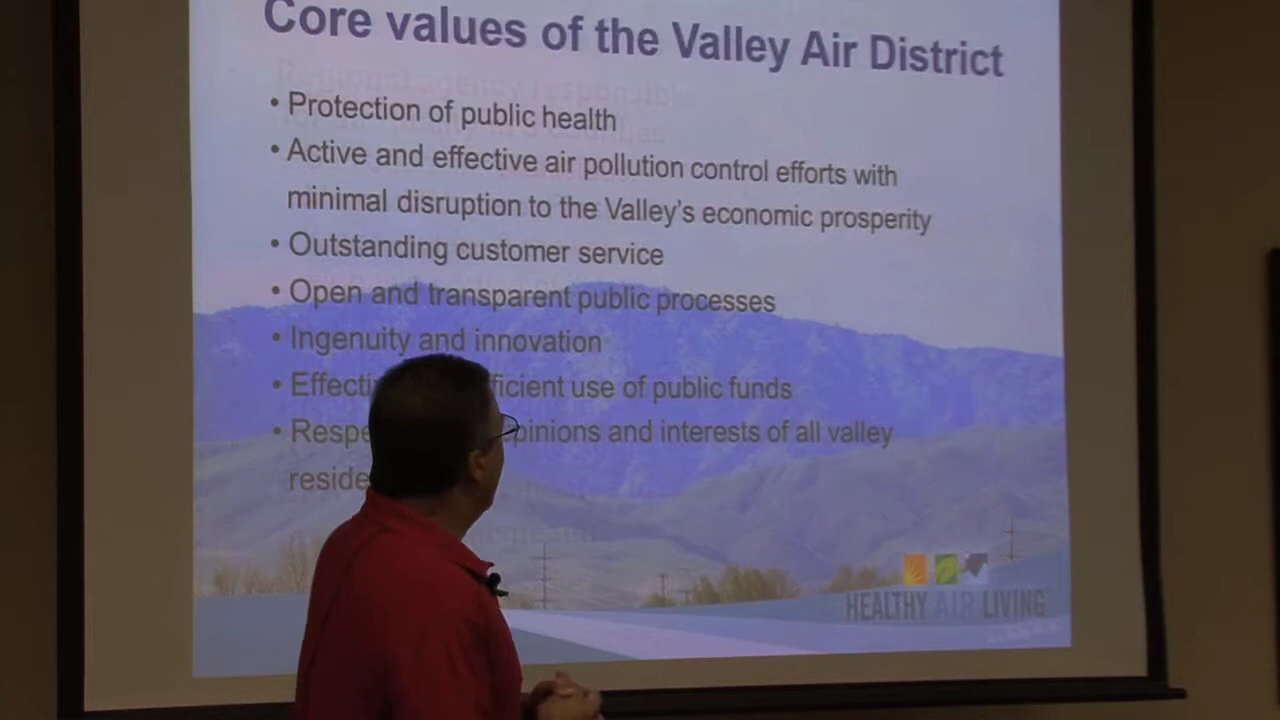 Core values of the Valley Air District
• Protection of public health
• Active and effective air pollution control efforts with
minimal disruption to the Valley's economic prosperity
• Outstanding customer service
• Open and transparent public processes
• Ingenuity and innovation
• Effecti ficient use of public funds
• Respe pinions and interests of all valley
reside
HEALTHY AIR LIVING